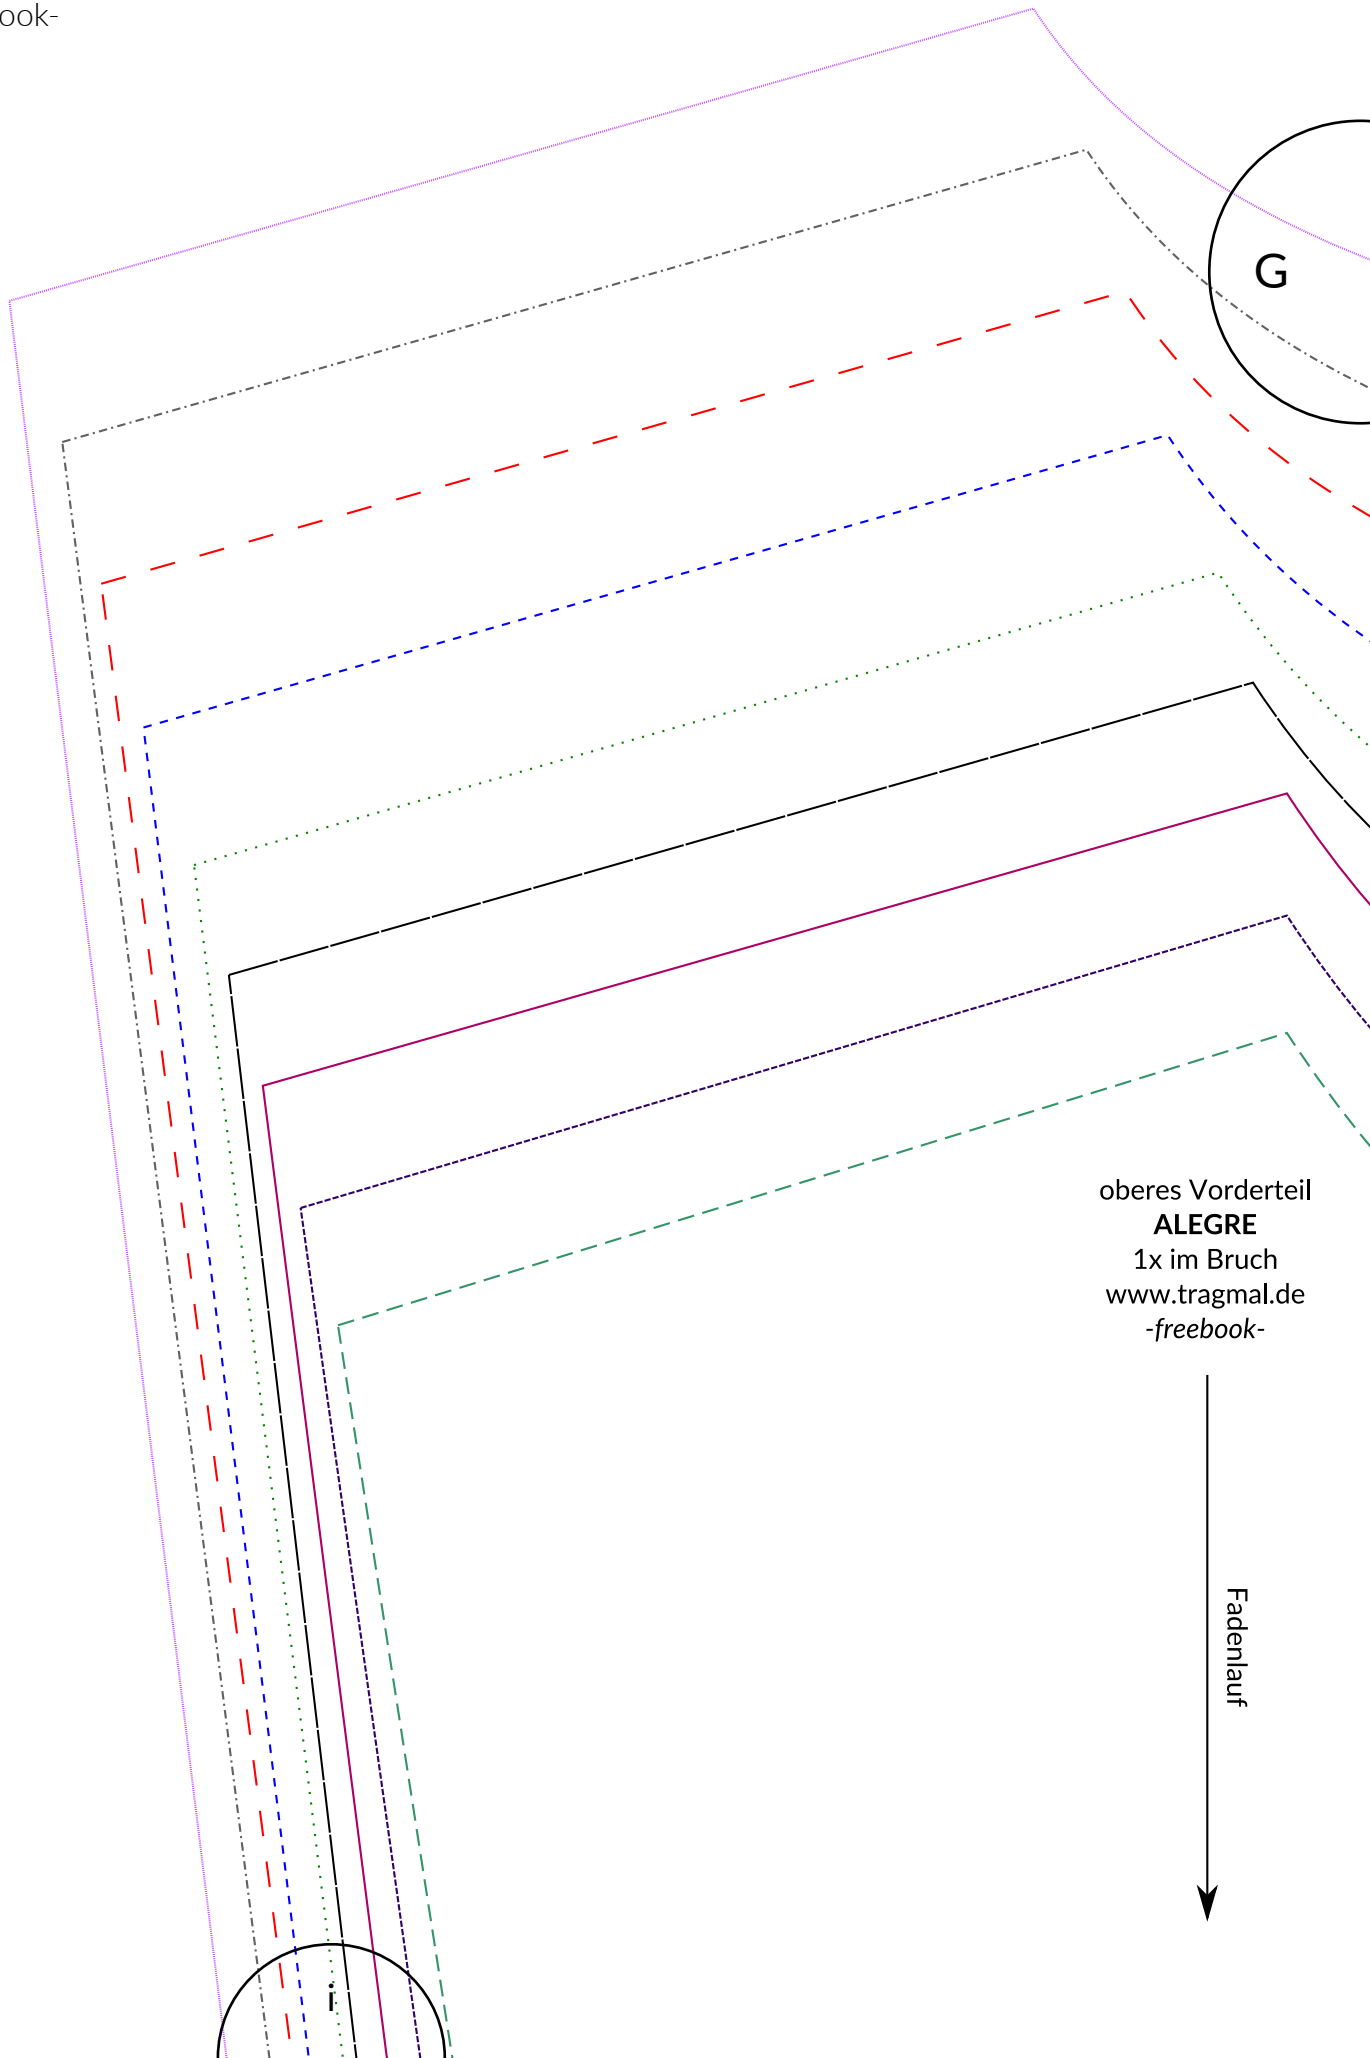 ook-
G
oberes Vorderteil
ALEGRE
1x im Bruch
www.tragmal.de
-freebook-
Fadenlauf
i